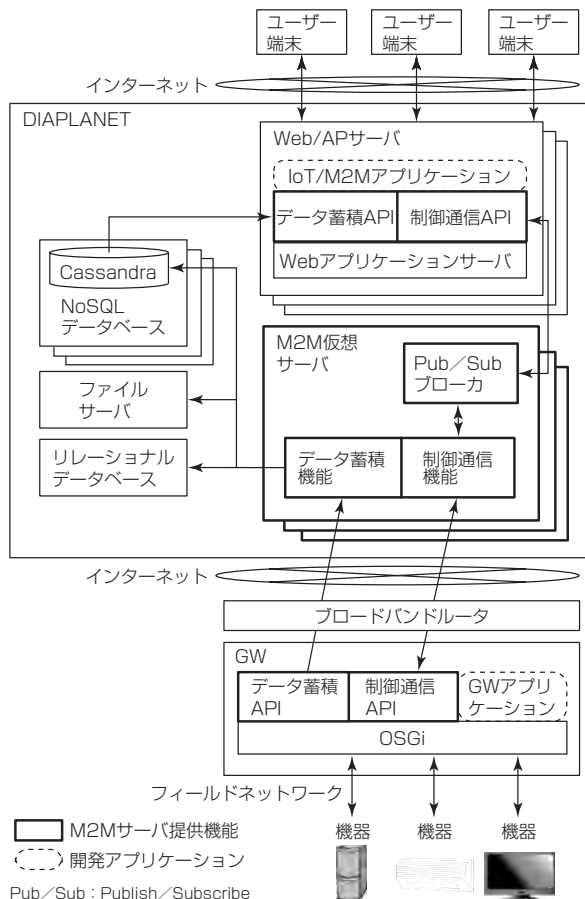 ユーザー
端末
ユーザー
端末
ユーザー
端末
インターネット
DIAPLANET
Web/APサーバ
IoT/M2Mアプリケーション
データ蓄積API
制御通信API
Webアプリケーションサーバ
Cassandra
NoSQL
データベース
ファイル
サーバ
リレーショナル
データベース
M2M仮想
サーバ
Pub/Sub
ブローカ
データ蓄積
機能
制御通信
機能
インターネット
ブロードバンドルータ
GW
データ蓄積
API
制御通信
API
GWアプリ
ケーション
OSGi
フィールドネットワーク
機器
機器
機器
M2Mサーバ提供機能
開発アプリケーション
Pub/Sub:Publish/Subscribe